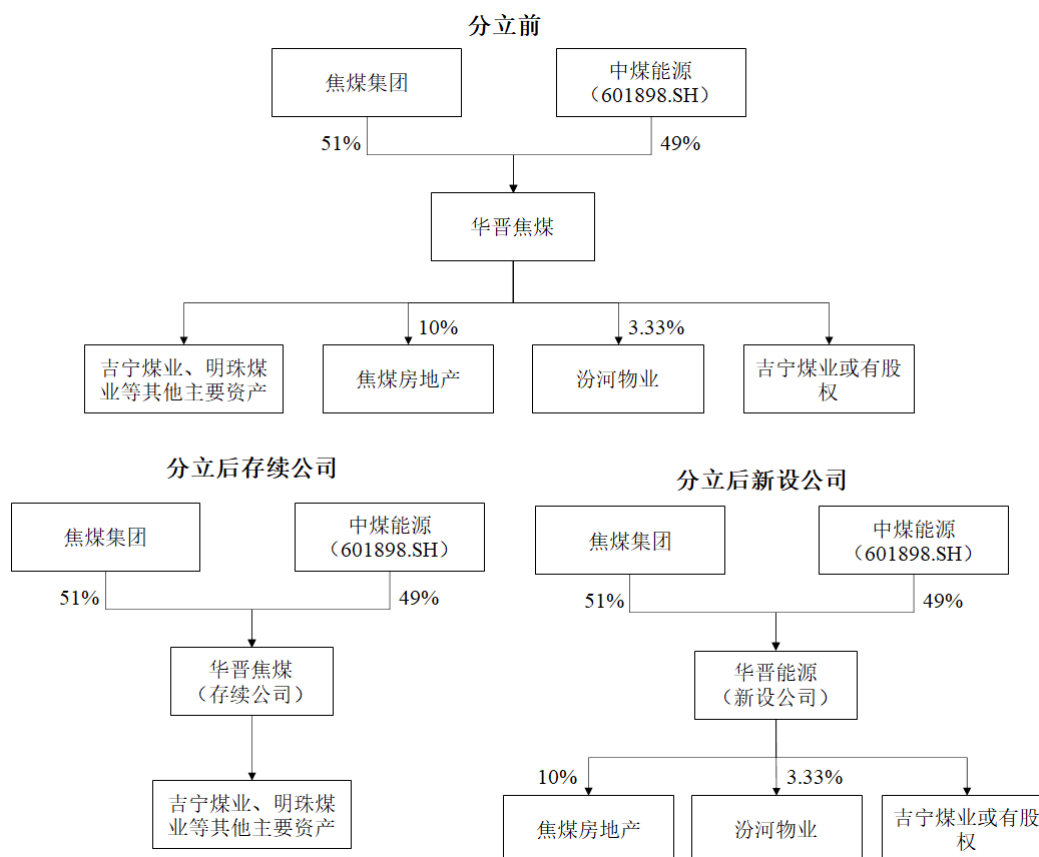 分立前
焦煤集团
中煤能源
（601898.SH）
51%
49%
华晋焦煤
10%
3.33%
吉宁煤业、明珠煤
业等其他主要资产
焦煤房地产
汾河物业
吉宁煤业或有股
权
分立后存续公司
焦煤集团
中煤能源
（601898.SH）
51%
49%
华晋焦煤
（存续公司）
吉宁煤业、明珠煤
业等其他主要资产
分立后新设公司
焦煤集团
中煤能源
（601898.SH）
51%
49%
华晋能源
（新设公司）
10%
3.33%
焦煤房地产
汾河物业
吉宁煤业或有股
权